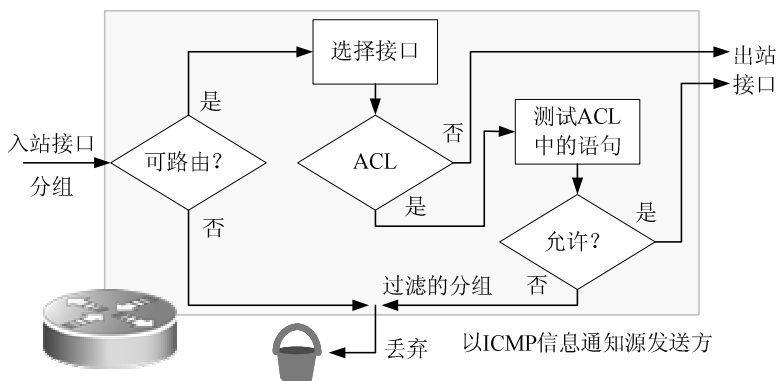 选择接口
出站
接口
是
否
测试ACL
中的语句
入站接口
分组
可路由？
ACL
是
是
否
允许？
过滤的分组
否
丢弃
以ICMP信息通知源发送方